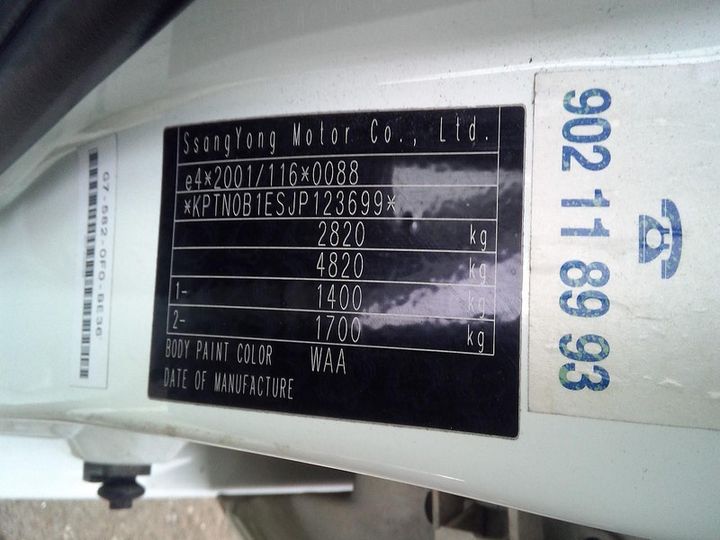 SsangYong Motor Co., Ltd.
e4*2001/116*0088
*KPTN0B1ESJP123699*
2820 kg
4820 kg
1- 1400 kg
2- 1700 kg
BODY PAINT COLOR WAA
DATE OF MANUFACTURE
902 11 89 93